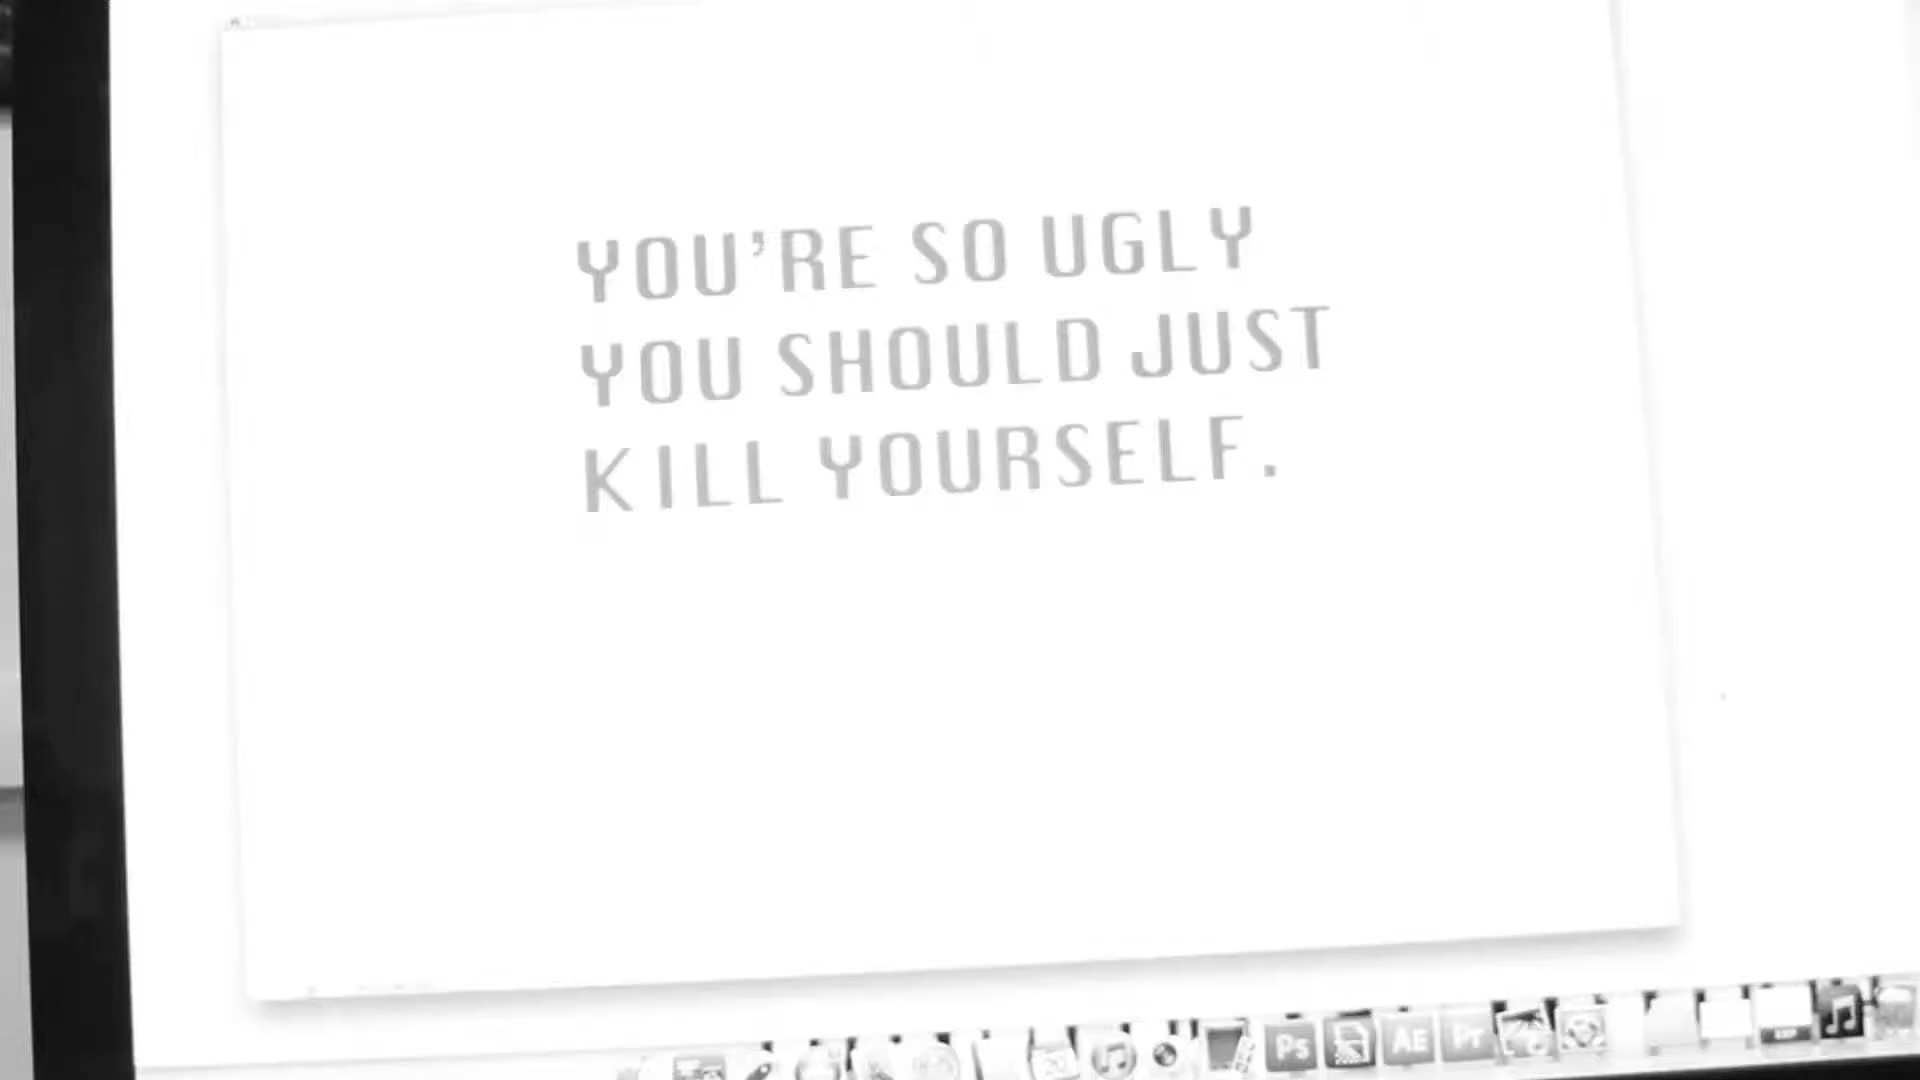 YOU'RE SO UGLY
YOU SHOULD JUST
KILL YOURSELF.
Ps
AE
Pr